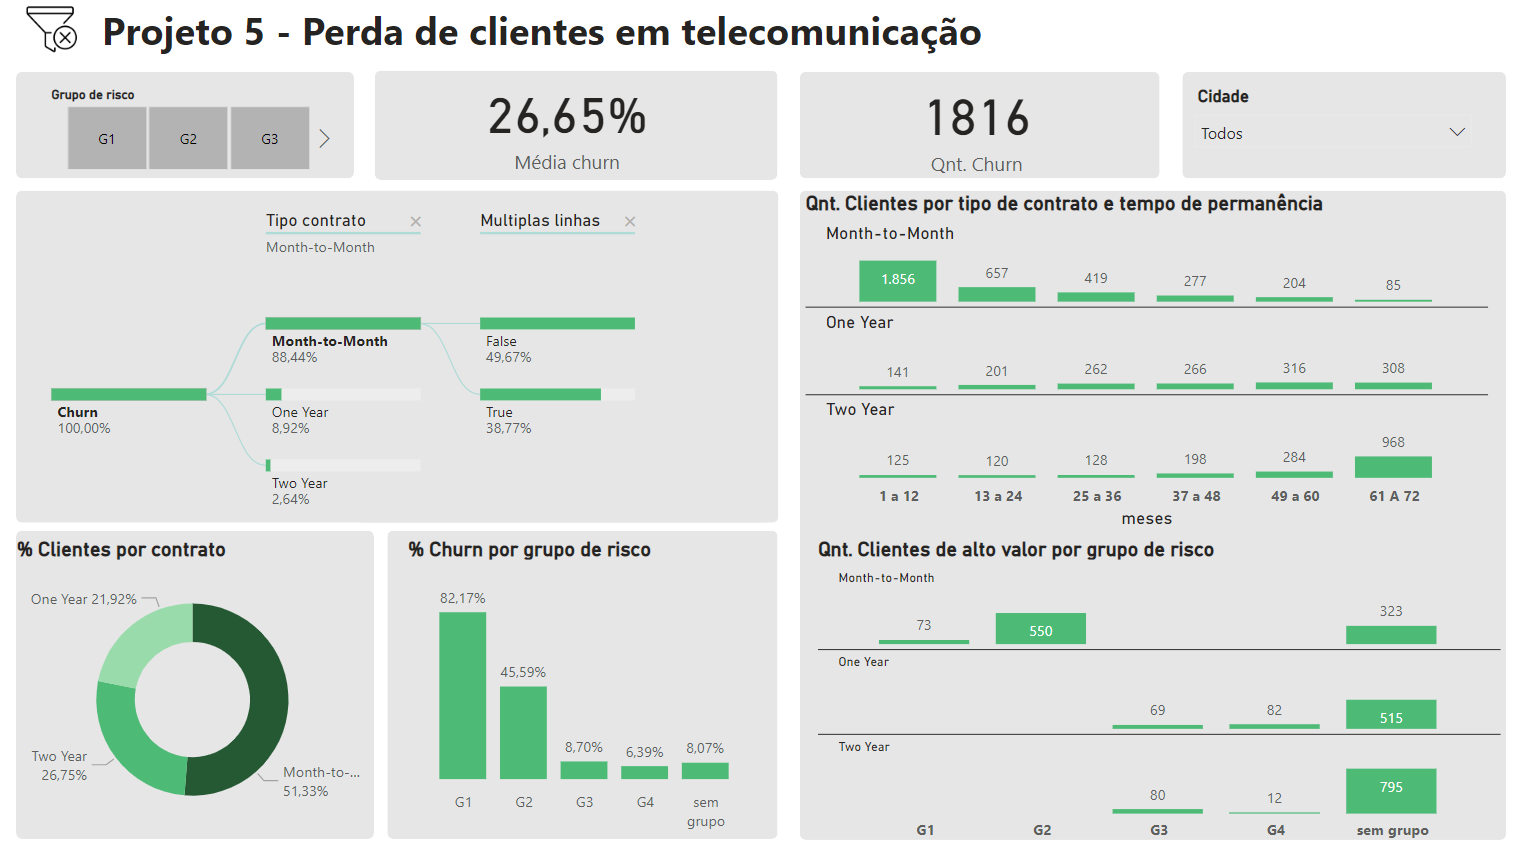 Projeto 5 - Perda de clientes em telecomunicação
Grupo de risco
G1 G2 G3
26,65%
Média churn
1816
Qnt. Churn
Cidade
Todos
Tipo contrato
Month-to-Month
Multiplas linhas
Churn
100,00%
Month-to-Month
88,44%
One Year
8,92%
Two Year
2,64%
False
49,67%
True
38,77%
Qnt. Clientes por tipo de contrato e tempo de permanência
Month-to-Month
1.856 657 419 277 204 85
One Year
141 201 262 266 316 308
Two Year
125 120 128 198 284 968
1 a 12 13 a 24 25 a 36 37 a 48 49 a 60 61 A 72
meses
% Clientes por contrato
One Year 21,92%
Two Year
26,75%
Month-to-...
51,33%
% Churn por grupo de risco
82,17%
45,59%
8,70%
6,39%
8,07%
G1 G2 G3 G4 sem
grupo
Qnt. Clientes de alto valor por grupo de risco
Month-to-Month
73 550 323
One Year
69 82 515
Two Year
80 12 795
G1 G2 G3 G4 sem grupo